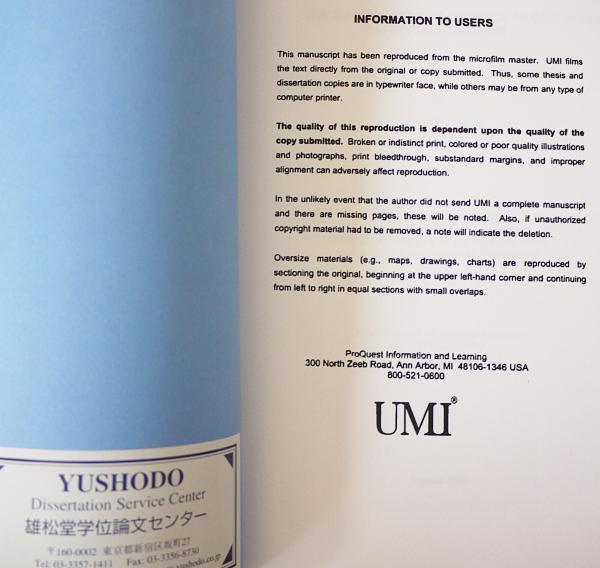 INFORMATION TO USERS
This manuscript has been reproduced from the microfilm master. UMI films
the text directly from the original or copy submitted. Thus, some thesis and
dissertation copies are in typewriter face, while others may be from any type of
computer printer.
The quality of this reproduction is dependent upon the quality of the
copy submitted. Broken or indistinct print, colored or poor quality illustrations
and photographs, print bleedthrough, substandard margins, and improper
alignment can adversely affect reproduction.
In the unlikely event that the author did not send UMI a complete manuscript
and there are missing pages, these will be noted. Also, if unauthorized
copyright material had to be removed, a note will indicate the deletion.
Oversize materials (e.g., maps, drawings, charts) are reproduced by
sectioning the original, beginning at the upper left-hand corner and continuing
from left to right in equal sections with small overlaps.
ProQuest Information and Learning
300 North Zeeb Road, Ann Arbor, MI 48106-1346 USA
800-521-0600
UMI®
YUSHODO
Dissertation Service Center
雄松堂学位論文センター
〒160-0002 東京都新宿区坂町27
Tel: 03-3357-1411 Fax: 03-3356-8730
yushodo.co.jp